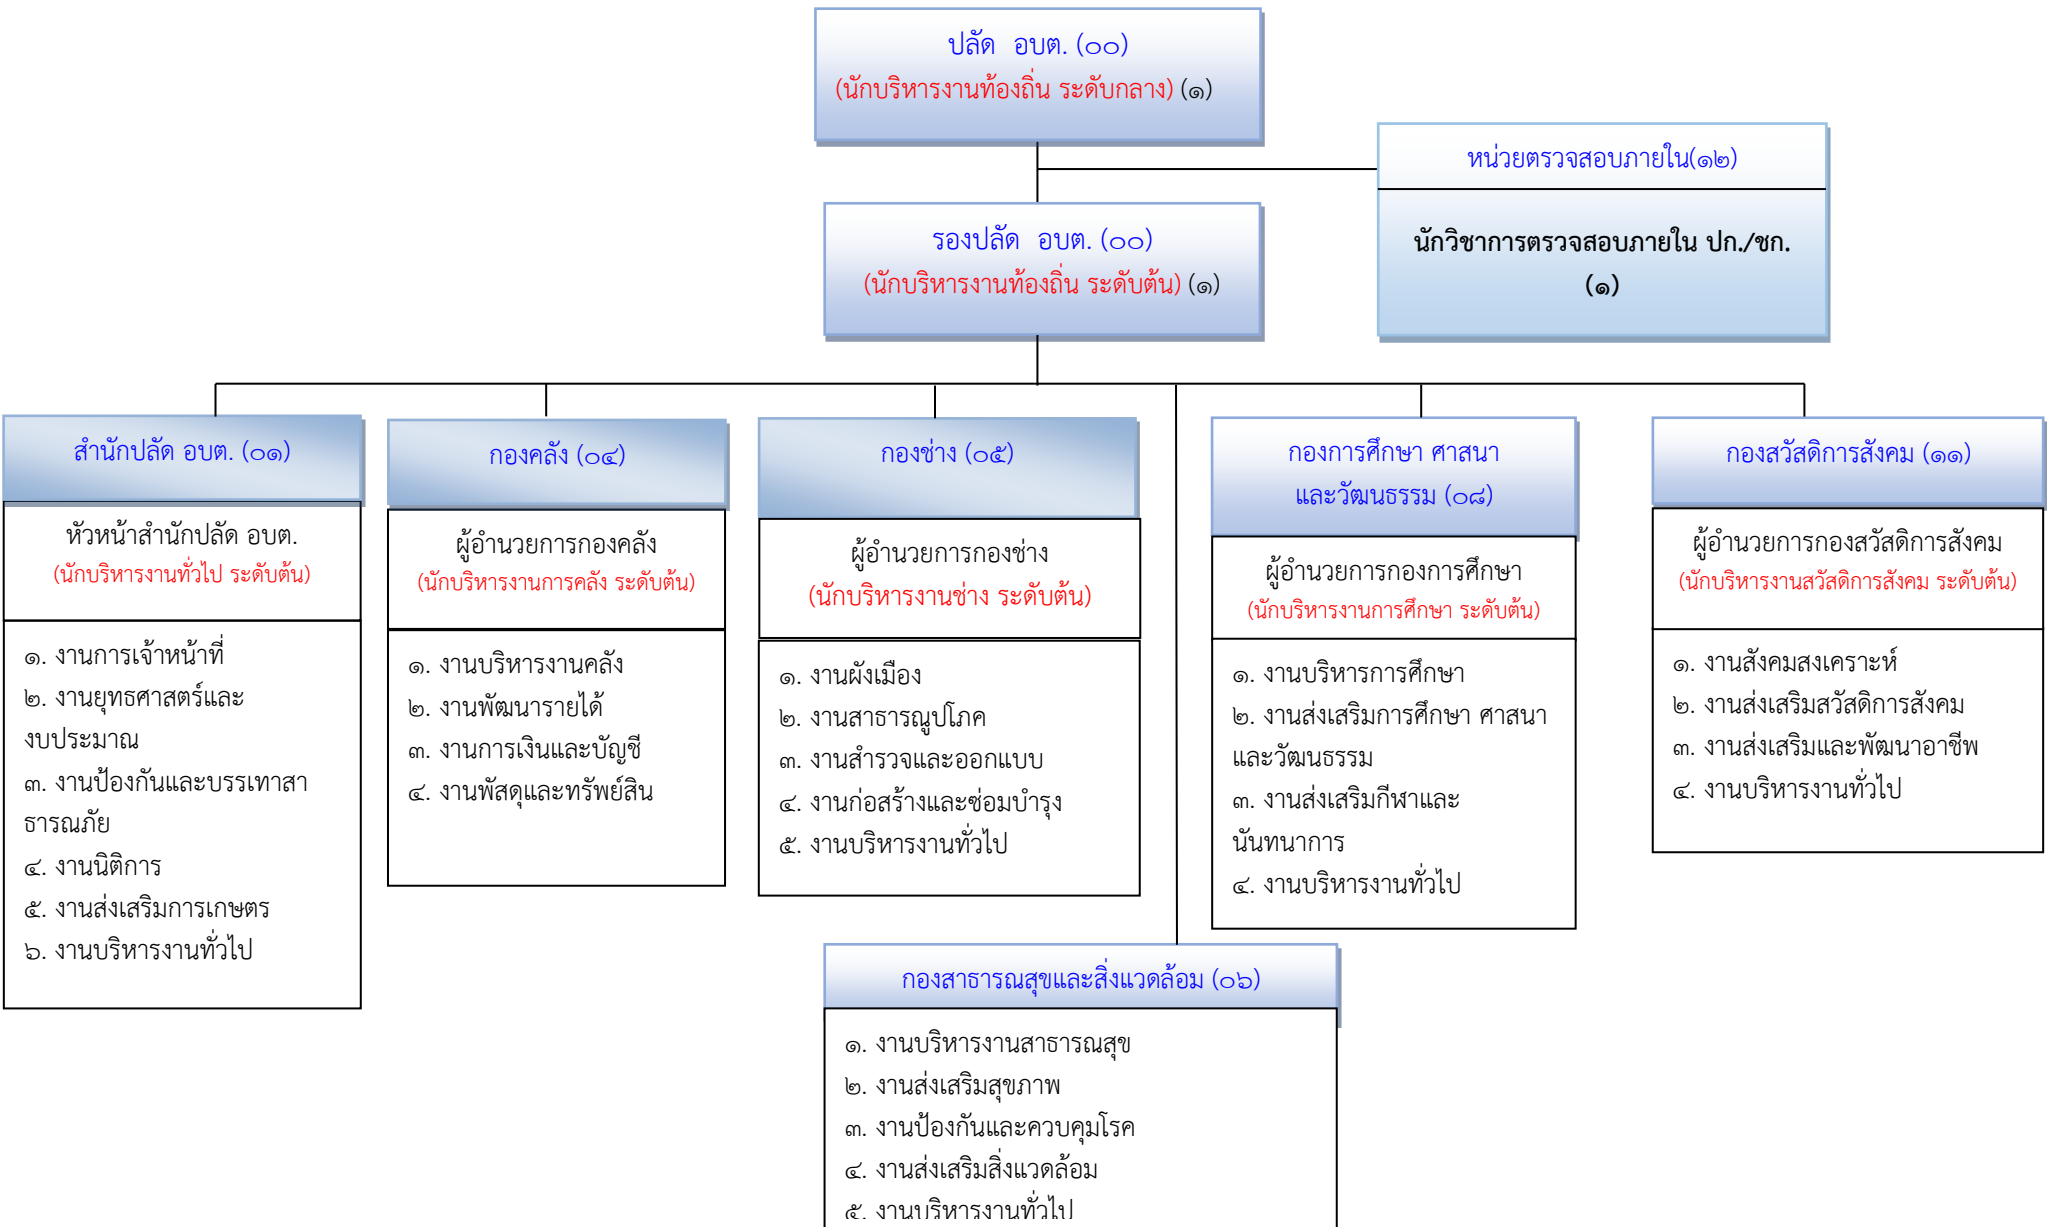 ปลัด อบต. (๐๐)
(นักบริหารงานท้องถิ่น ระดับกลาง) (๑)
หน่วยตรวจสอบภายใน(๑๒)
นักวิชาการตรวจสอบภายใน ปก./ชก.
(๑)
รองปลัด อบต. (๐๐)
(นักบริหารงานท้องถิ่น ระดับต้น) (๑)
สำนักปลัด อบต. (๐๑)
หัวหน้าสำนักปลัด อบต.
(นักบริหารงานทั่วไป ระดับต้น)
๑. งานการเจ้าหน้าที่
๒. งานยุทธศาสตร์และ
งบประมาณ
๓. งานป้องกันและบรรเทาสา
ธารณภัย
๔. งานนิติการ
๕. งานส่งเสริมการเกษตร
๖. งานบริหารงานทั่วไป
กองคลัง (๐๔)
ผู้อำนวยการกองคลัง
(นักบริหารงานการคลัง ระดับต้น)
๑. งานบริหารงานคลัง
๒. งานพัฒนารายได้
๓. งานการเงินและบัญชี
๔. งานพัสดุและทรัพย์สิน
กองช่าง (๐๕)
ผู้อำนวยการกองช่าง
(นักบริหารงานช่าง ระดับต้น)
๑. งานผังเมือง
๒. งานสาธารณูปโภค
๓. งานสำรวจและออกแบบ
๔. งานก่อสร้างและซ่อมบำรุง
๕. งานบริหารงานทั่วไป
กองการศึกษา ศาสนา
และวัฒนธรรม (๐๘)
ผู้อำนวยการกองการศึกษา
(นักบริหารงานการศึกษา ระดับต้น)
๑. งานบริหารการศึกษา
๒. งานส่งเสริมการศึกษา ศาสนา
และวัฒนธรรม
๓. งานส่งเสริมกีฬาและ
นันทนาการ
๔. งานบริหารงานทั่วไป
กองสวัสดิการสังคม (๑๑)
ผู้อำนวยการกองสวัสดิการสังคม
(นักบริหารงานสวัสดิการสังคม ระดับต้น)
๑. งานสังคมสงเคราะห์
๒. งานส่งเสริมสวัสดิการสังคม
๓. งานส่งเสริมและพัฒนาอาชีพ
๔. งานบริหารงานทั่วไป
กองสาธารณสุขและสิ่งแวดล้อม (๐๖)
๑. งานบริหารงานสาธารณสุข
๒. งานส่งเสริมสุขภาพ
๓. งานป้องกันและควบคุมโรค
๔. งานส่งเสริมสิ่งแวดล้อม
๕. งานบริหารงานทั่วไป